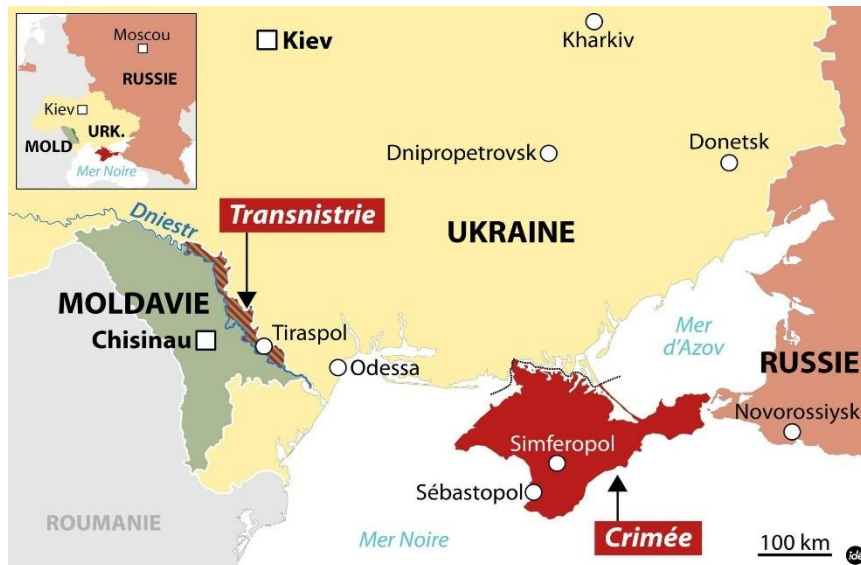 Moscou
RUSSIE
Kiev
URK.
MOLD
Mer Noire
Kiev
Kharkiv
Dnipropetrovsk
Donetsk
Dniestr
Transnistrie
UKRAINE
MOLDAVIE
Chisinau
Tiraspol
Odessa
Mer
d'Azov
RUSSIE
Novorossiysk
Simferopol
Sébastopol
ROUMANIE
Mer Noire
Crimée
100 km
idé